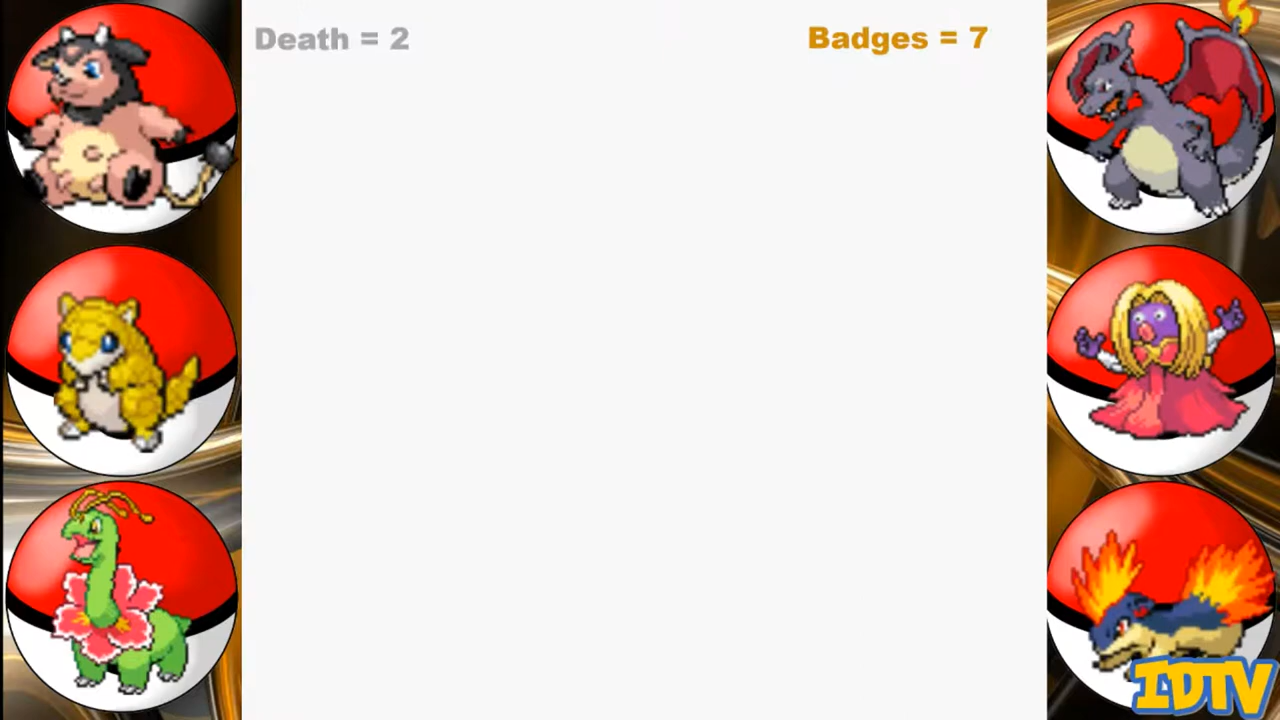 Death = 2
Badges = 7
IDTV